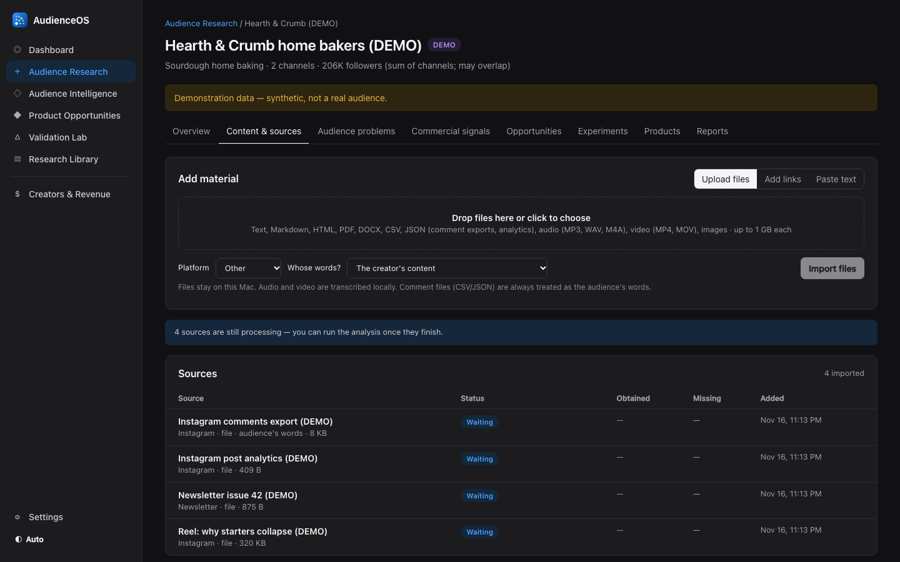 AudienceOS
Dashboard
Audience Research
Audience Intelligence
Product Opportunities
Validation Lab
Research Library
$ Creators & Revenue
Settings
Auto
Audience Research / Hearth & Crumb (DEMO)
Hearth & Crumb home bakers (DEMO) DEMO
Sourdough home baking · 2 channels · 206K followers (sum of channels; may overlap)
Demonstration data — synthetic, not a real audience.
Overview Content & sources Audience problems Commercial signals Opportunities Experiments Products Reports
Add material Upload files Add links Paste text
Drop files here or click to choose
Text, Markdown, HTML, PDF, DOCX, CSV, JSON (comment exports, analytics), audio (MP3, WAV, M4A), video (MP4, MOV), images · up to 1 GB each
Platform Other Whose words? The creator's content Import files
Files stay on this Mac. Audio and video are transcribed locally. Comment files (CSV/JSON) are always treated as the audience's words.
4 sources are still processing — you can run the analysis once they finish.
Sources 4 imported
Source Status Obtained Missing Added
Instagram comments export (DEMO) Waiting — — Nov 16, 11:13 PM
Instagram · file · audience's words · 8 KB
Instagram post analytics (DEMO) Waiting — — Nov 16, 11:13 PM
Instagram · file · 409 B
Newsletter issue 42 (DEMO) Waiting — — Nov 16, 11:13 PM
Newsletter · file · 875 B
Reel: why starters collapse (DEMO) Waiting — — Nov 16, 11:13 PM
Instagram · file · 320 KB